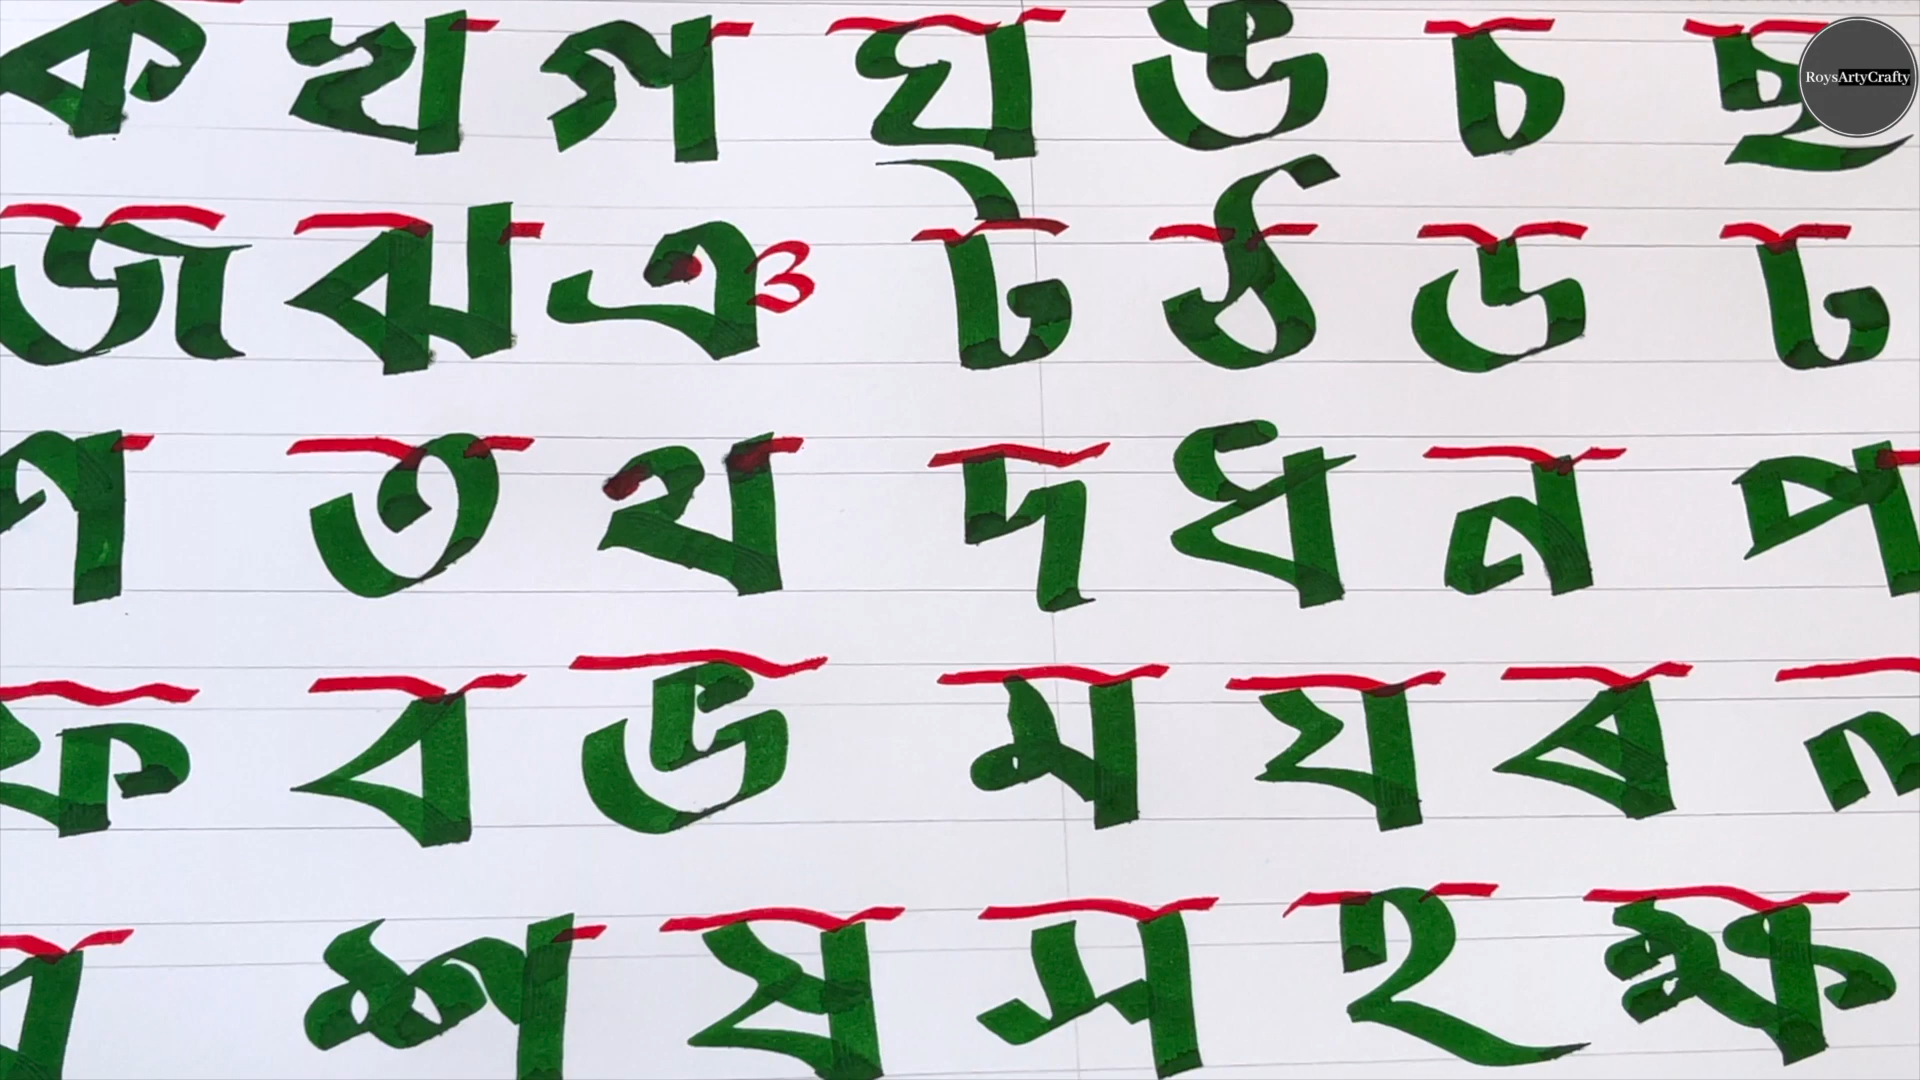 RoysArtyCrafty
ক খ গ ঘ ঙ চ ছ
জ ঝ ঞ ট ঠ ড ঢ
ণ ত থ দ ধ ন প
ফ ব ভ ম য ৰ ল
ৱ শ ষ স হ ক্ষ